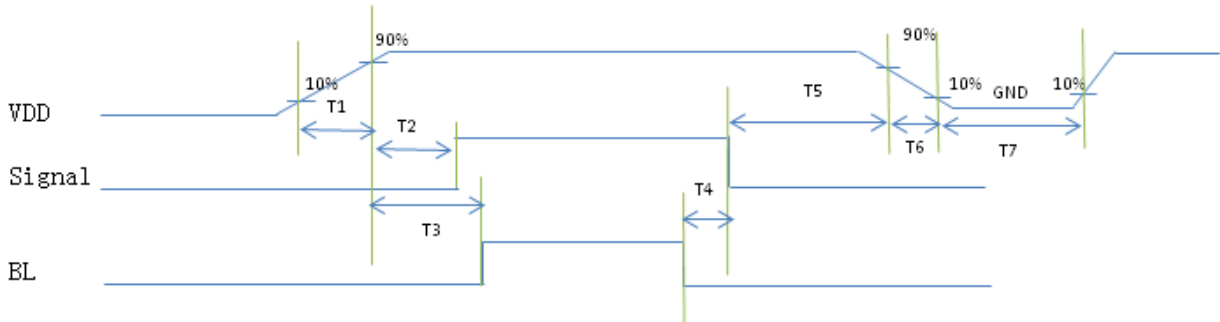 90%
90%
10%
10%
GND
10%
VDD
T1
T2
T5
T6
T7
Signal
T3
T4
BL